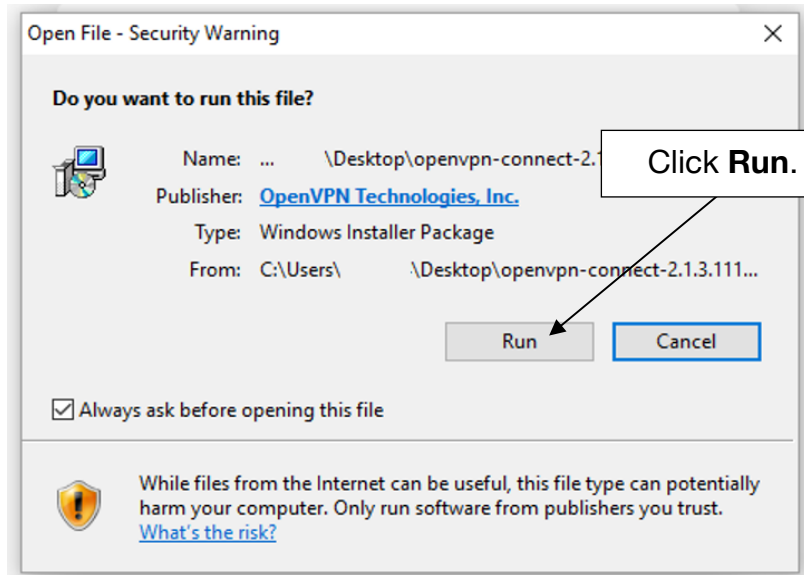 Open File - Security Warning
Do you want to run this file?
Name: ... \Desktop\openvpn-connect-2.1
Click Run.
Publisher: OpenVPN Technologies, Inc.
Type: Windows Installer Package
From: C:\Users\ \Desktop\openvpn-connect-2.1.3.111...
Run Cancel
Always ask before opening this file
While files from the Internet can be useful, this file type can potentially
harm your computer. Only run software from publishers you trust.
What's the risk?